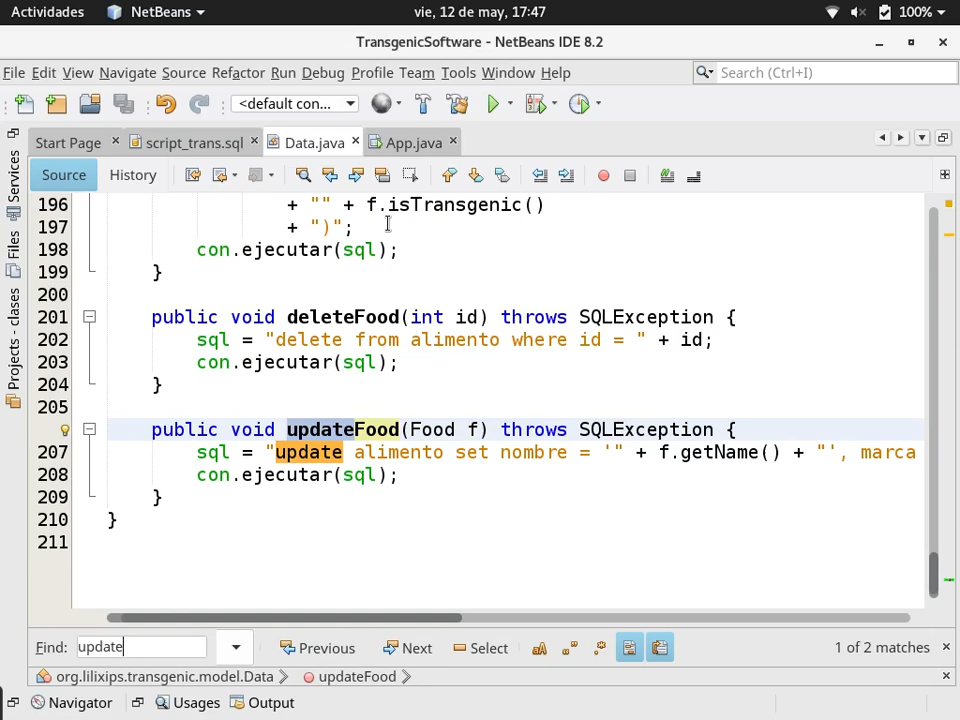 Actividades NetBeans vie, 12 de may, 17:47 100%
TransgenicSoftware - NetBeans IDE 8.2
File Edit View Navigate Source Refactor Run Debug Profile Team Tools Window Help Search (Ctrl+I)
<default con...
Start Page script_trans.sql Data.java App.java
Source History
Services
Files
Projects - clases
196 + "" + f.isTransgenic()
197 + ")";
198 con.ejecutar(sql);
199 }
200
201 public void deleteFood(int id) throws SQLException {
202 sql = "delete from alimento where id = " + id;
203 con.ejecutar(sql);
204 }
205
public void updateFood(Food f) throws SQLException {
207 sql = "update alimento set nombre = '" + f.getName() + "', marca
208 con.ejecutar(sql);
209 }
210 }
211
Find: update Previous Next Select aA 1 of 2 matches
org.lilixips.transgenic.model.Data updateFood
Navigator Usages Output